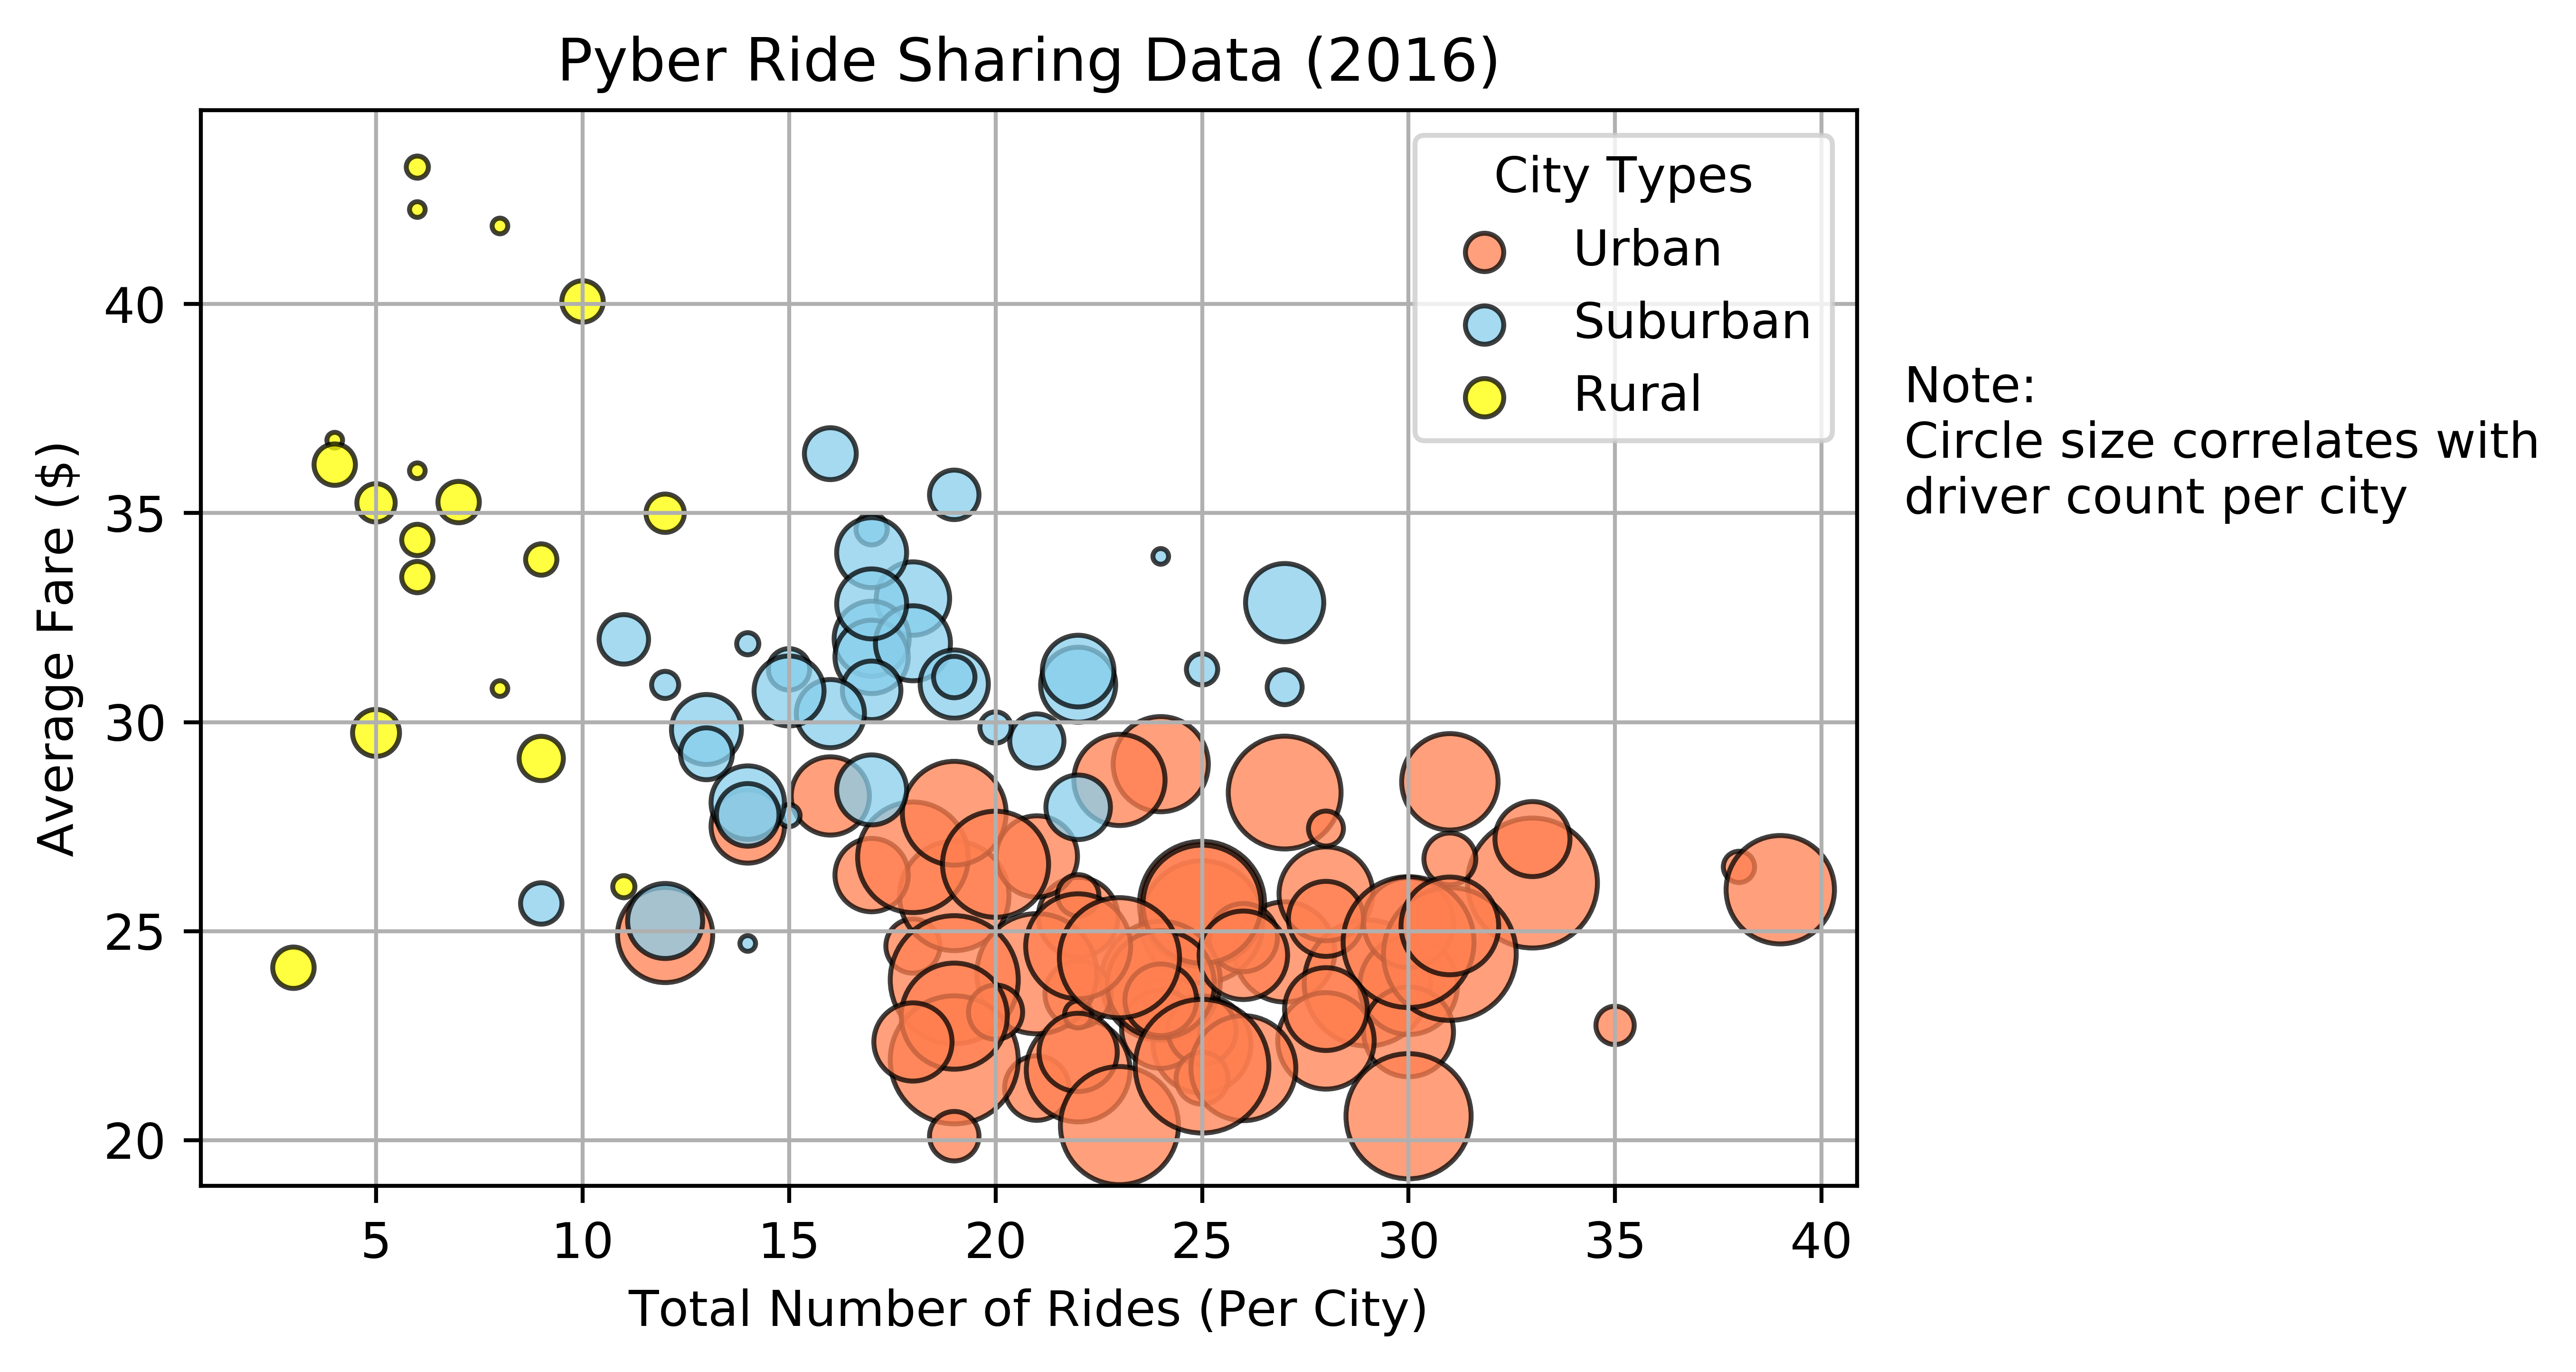 Pyber Ride Sharing Data (2016)
City Types
Urban
Suburban
Rural
Note:
Circle size correlates with
driver count per city
Average Fare ($)
40
35
30
25
20
5 10 15 20 25 30 35 40
Total Number of Rides (Per City)